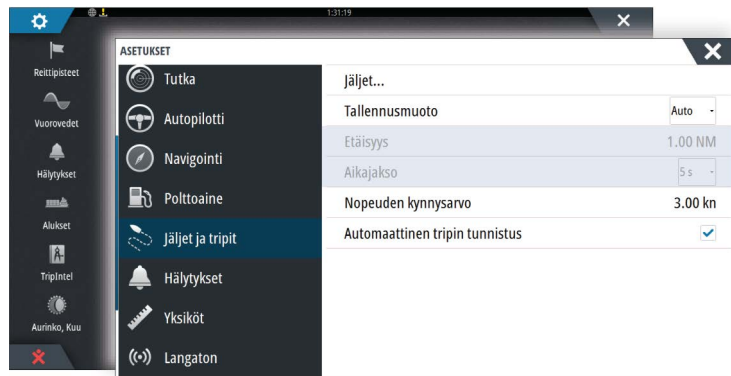 1:31:19
Reittipisteet
Vuorovedet
Hälytykset
Alukset
TripIntel
Aurinko, Kuu
ASETUKSET
Tutka
Autopilotti
Navigointi
Polttoaine
Jäljet ja tripit
Hälytykset
Yksiköt
Langaton
Jäljet...
Tallennusmuoto Auto
Etäisyys 1.00 NM
Aikajakso 5 s
Nopeuden kynnysarvo 3.00 kn
Automaattinen tripin tunnistus